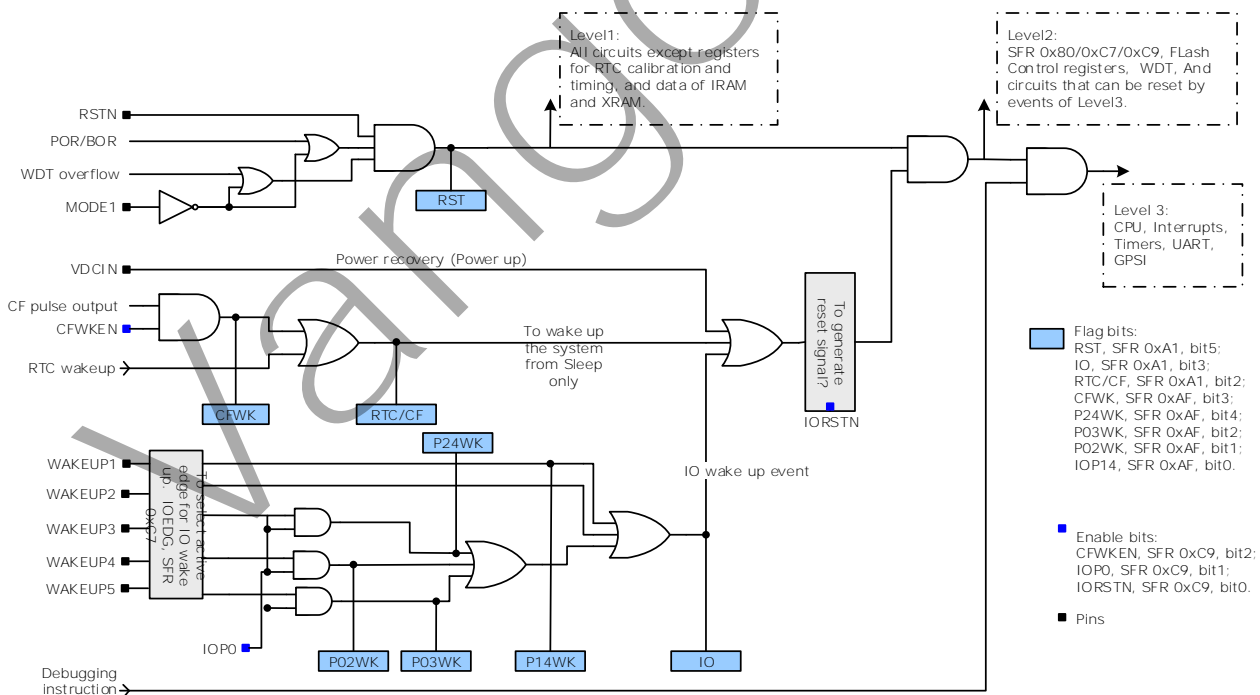 Level1:
All circuits except registers
for RTC calibration and
timing, and data of IRAM
and XRAM.
Level2:
SFR 0x80/0xC7/0xC9, FLash
Control registers, WDT, And
circuits that can be reset by
events of Level3.
RSTN
POR/BOR
WDT overflow
MODE1
RST
Level 3:
CPU, Interrupts,
Timers, UART,
GPSI
VDCIN
Power recovery (Power up)
CF pulse output
CFWKEN
RTC wakeup
To wake up
the system
from Sleep
only
To generate
reset signal?
IORSTN
CFWK
RTC/CF
P24WK
Flag bits:
RST, SFR 0xA1, bit5;
IO, SFR 0xA1, bit3;
RTC/CF, SFR 0xA1, bit2;
CFWK, SFR 0xAF, bit3;
P24WK, SFR 0xAF, bit4;
P03WK, SFR 0xAF, bit2;
P02WK, SFR 0xAF, bit1;
IOP14, SFR 0xAF, bit0.
WAKEUP1
WAKEUP2
WAKEUP3
WAKEUP4
WAKEUP5
To select active
edge for IO wake
up. IOEDG, SFR
0xC7
IO wake up event
Enable bits:
CFWKEN, SFR 0xC9, bit2;
IOP0, SFR 0xC9, bit1;
IORSTN, SFR 0xC9, bit0.
Pins
IOP0
P02WK
P03WK
P14WK
IO
Debugging
instruction
Vango